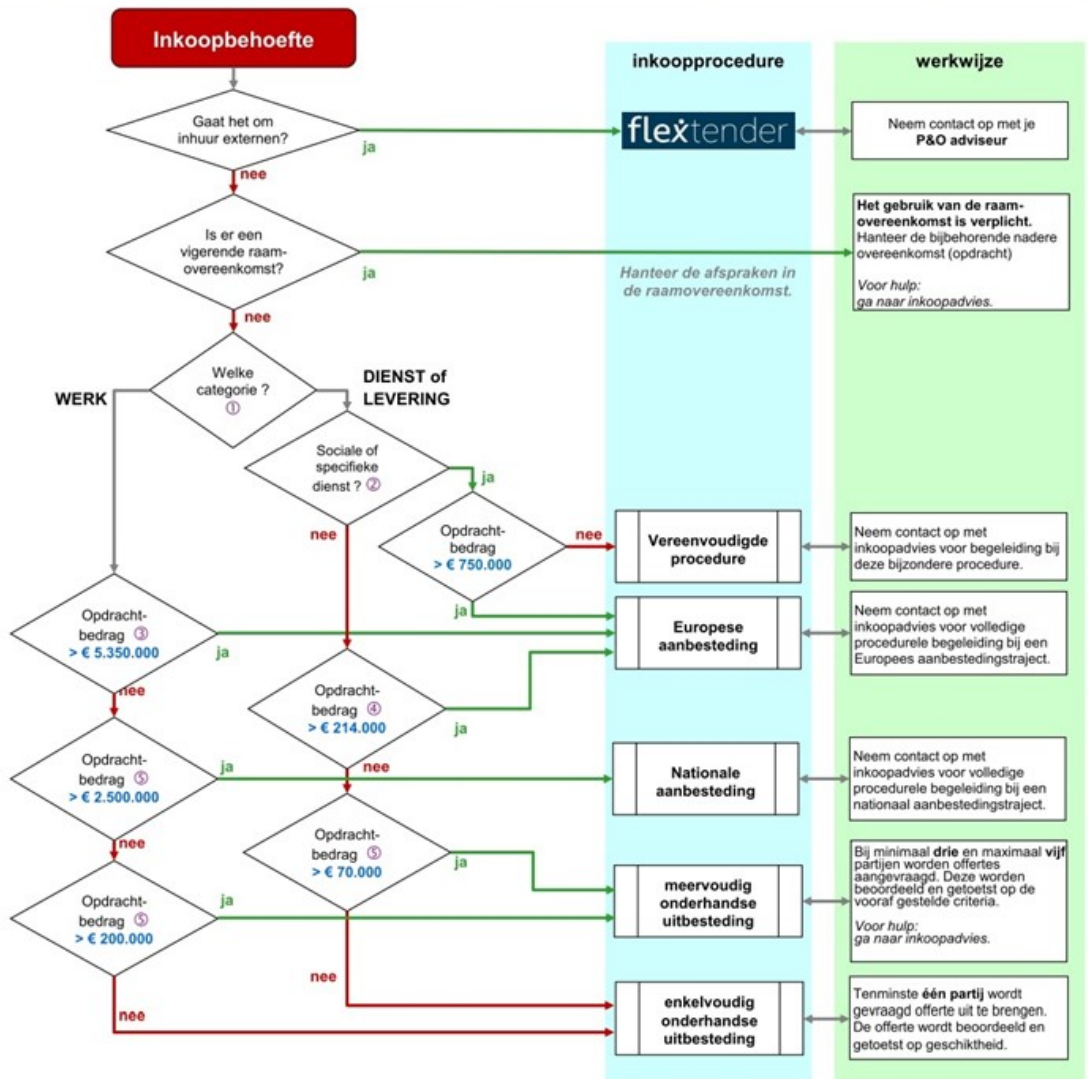 Inkoopbehoefte
inkoopprocedure
werkwijze
Gaat het om
inhuur externen?
ja
nee
flextender
Neem contact op met je
P&O adviseur
Is er een
vigerende raam-
overeenkomst?
ja
nee
Hanteer de afspraken in
de raamovereenkomst.
Het gebruik van de raam-
overeenkomst is verplicht.
Hanteer de bijbehorende nadere
overeenkomst (opdracht)
Voor hulp:
ga naar inkoopadvies.
Welke
categorie ?
①
WERK
DIENST of
LEVERING
Sociale of
specifieke
dienst ? ②
ja
nee
Opdracht-
bedrag
> € 750.000
nee
ja
Vereenvoudigde
procedure
Neem contact op met
inkoopadvies voor begeleiding bij
deze bijzondere procedure.
Opdracht-
bedrag ③
> € 5.350.000
ja
nee
Europese
aanbesteding
Neem contact op met
inkoopadvies voor volledige
procedurele begeleiding bij een
Europees aanbestedingstraject.
Opdracht-
bedrag ④
> € 214.000
ja
nee
Opdracht-
bedrag ⑤
> € 2.500.000
ja
nee
Nationale
aanbesteding
Neem contact op met
inkoopadvies voor volledige
procedurele begeleiding bij een
nationaal aanbestedingstraject.
Opdracht-
bedrag ⑤
> € 70.000
ja
nee
Opdracht-
bedrag ⑤
> € 200.000
ja
nee
meervoudig
onderhandse
uitbesteding
Bij minimaal drie en maximaal vijf
partijen worden offertes
aangevraagd. Deze worden
beoordeeld en getoetst op de
vooraf gestelde criteria.
Voor hulp:
ga naar inkoopadvies.
enkelvoudig
onderhandse
uitbesteding
Tenminste één partij wordt
gevraagd offerte uit te brengen.
De offerte wordt beoordeeld en
getoetst op geschiktheid.